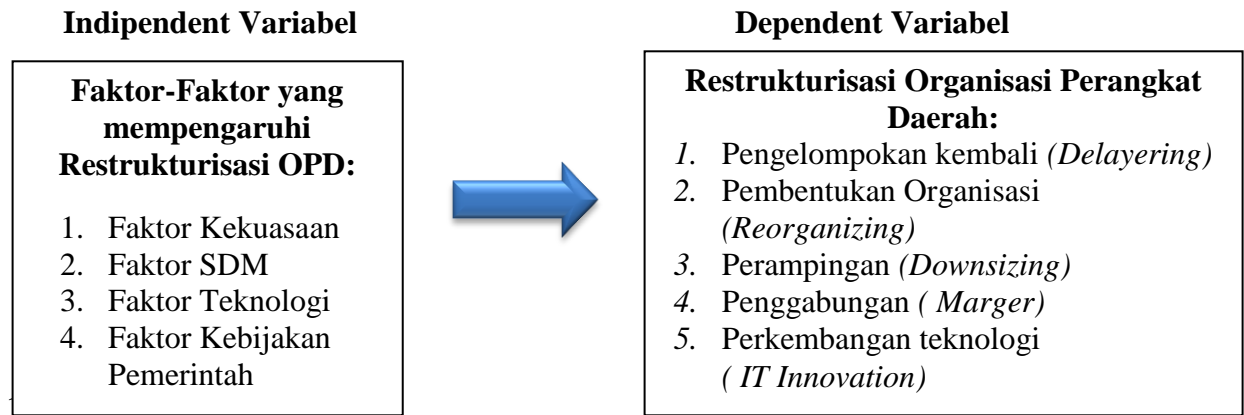 Indipendent Variabel
Faktor-Faktor yang
mempengaruhi
Restrukturisasi OPD:
1. Faktor Kekuasaan
2. Faktor SDM
3. Faktor Teknologi
4. Faktor Kebijakan
Pemerintah
Dependent Variabel
Restrukturisasi Organisasi Perangkat
Daerah:
1. Pengelompokan kembali (Delayering)
2. Pembentukan Organisasi
(Reorganizing)
3. Perampingan (Downsizing)
4. Penggabungan ( Marger)
5. Perkembangan teknologi
( IT Innovation)